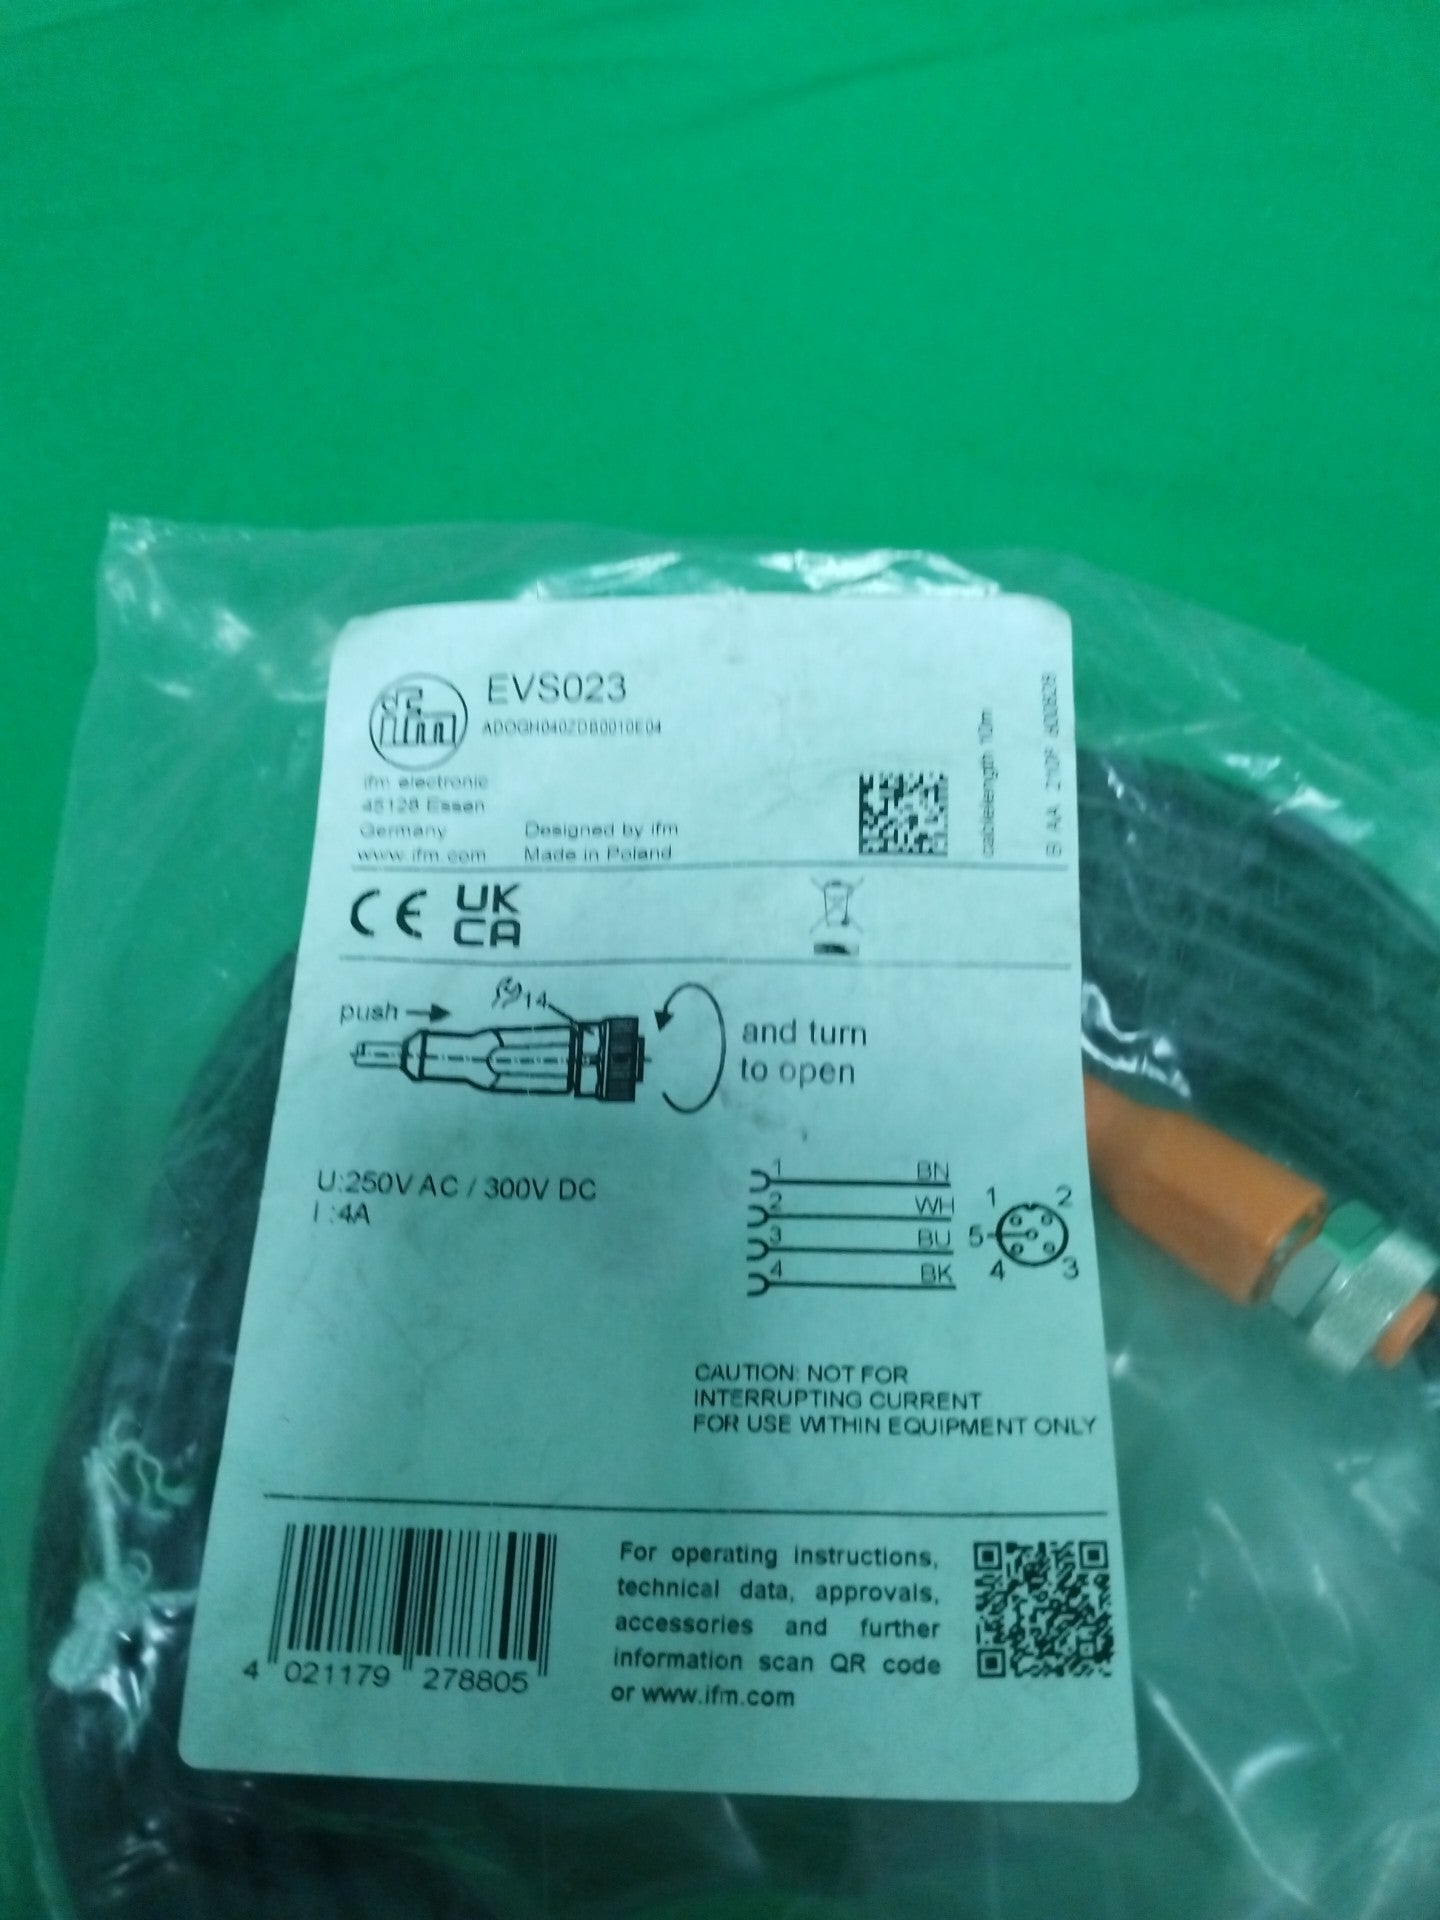 ifm
EVS023
ADOGH040ZDB0010E04
ifm electronic
45128 Essen
Germany
www.ifm.com
Designed by ifm
Made in Poland
cablelength 10m
B/ AA 210P
CE
UK
CA
push
14
and turn
to open
U:250V AC / 300V DC
I :4A
1 BN
2 WH
3 BU
4 BK
1 2
5
4 3
CAUTION: NOT FOR
INTERRUPTING CURRENT
FOR USE WITHIN EQUIPMENT ONLY
4 021179 278805
For operating instructions,
technical data, approvals,
accessories and further
information scan QR code
or www.ifm.com